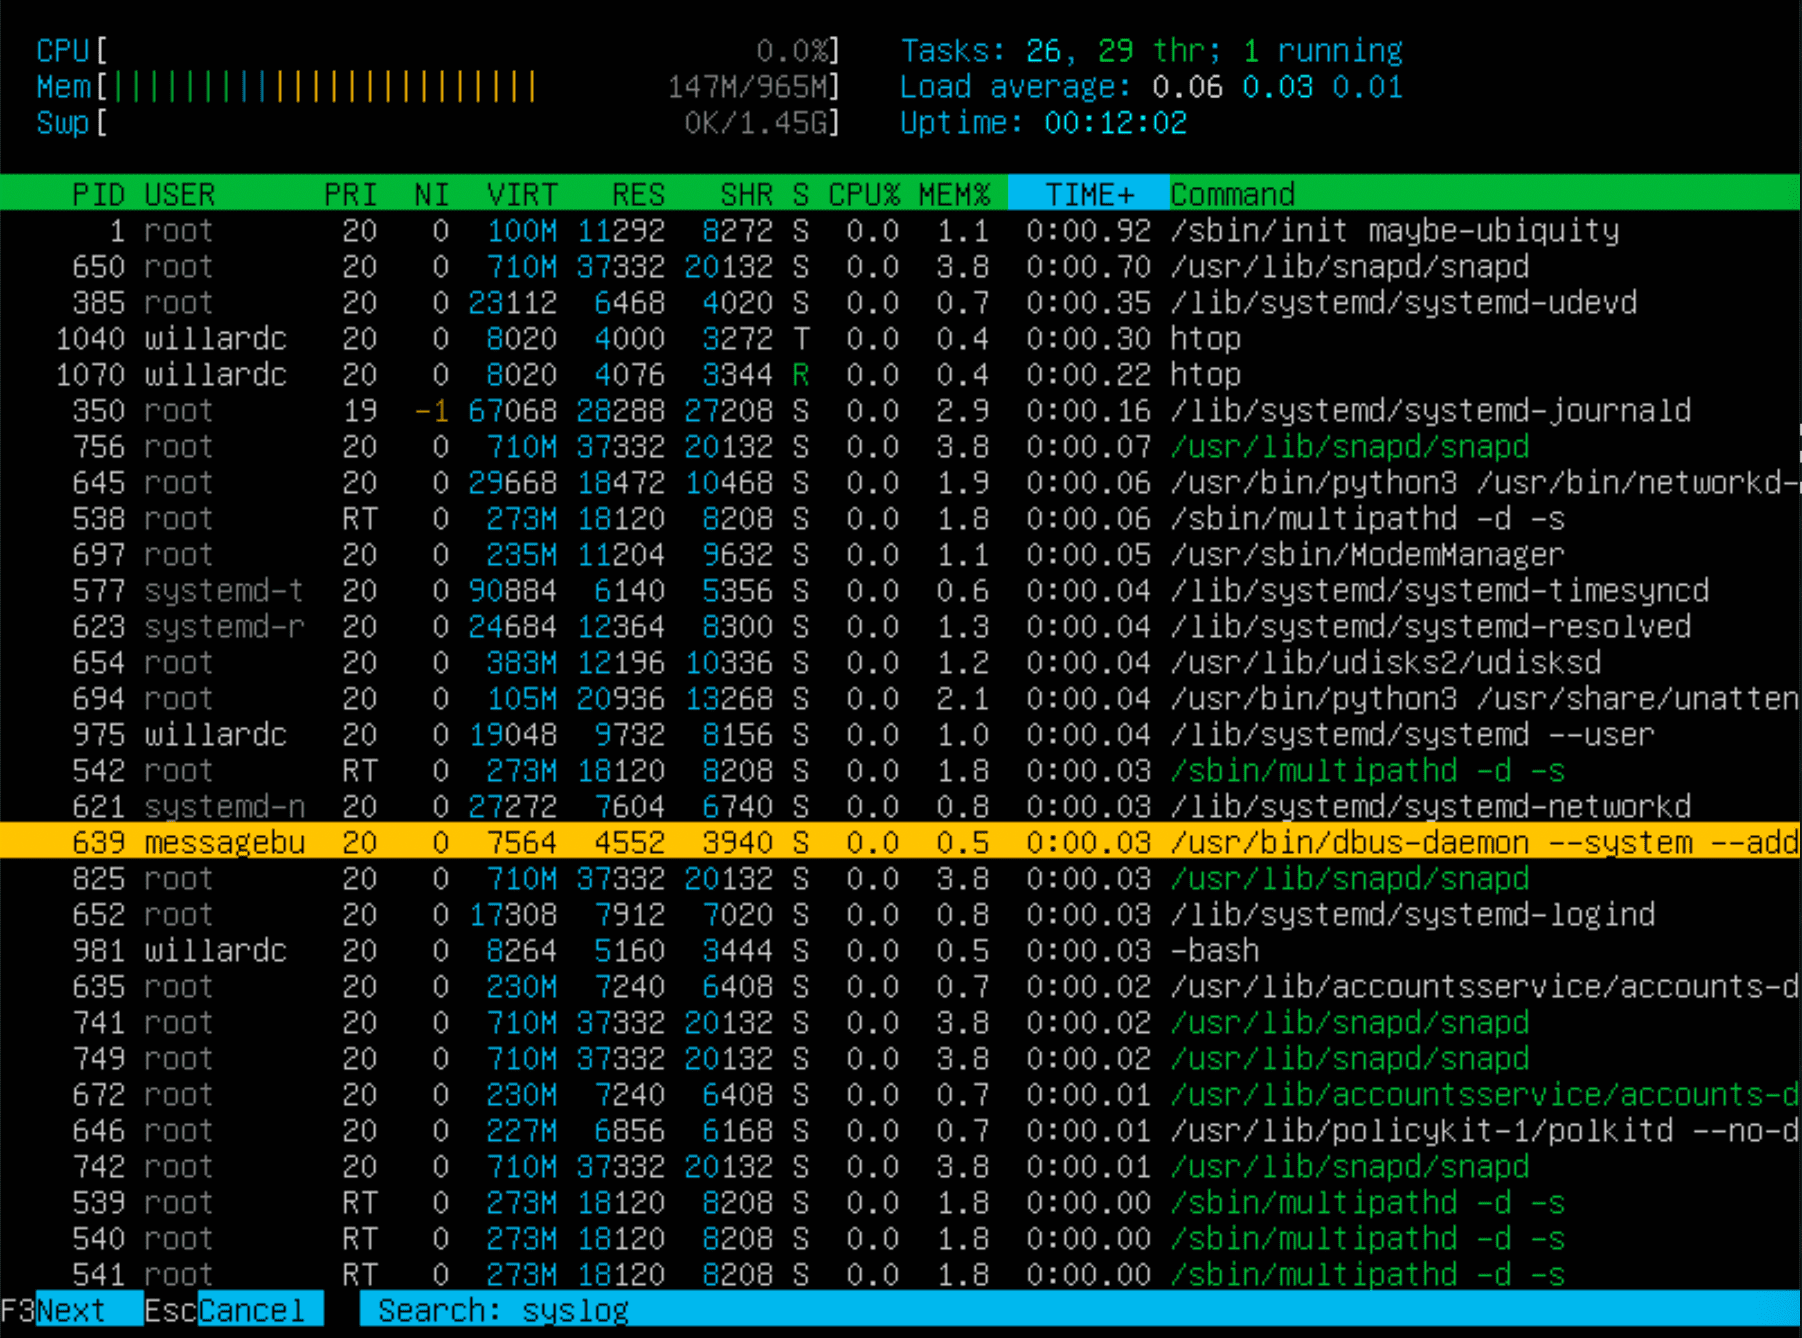 CPU[ 0.0%] Tasks: 26, 29 thr; 1 running
Mem[|||||||||||||||||||||||||| 147M/965M] Load average: 0.06 0.03 0.01
Swp[ 0K/1.45G] Uptime: 00:12:02
PID USER PRI NI VIRT RES SHR S CPU% MEM% TIME+ Command
1 root 20 0 100M 11292 8272 S 0.0 1.1 0:00.92 /sbin/init maybe-ubiquity
650 root 20 0 710M 37332 20132 S 0.0 3.8 0:00.70 /usr/lib/snapd/snapd
385 root 20 0 23112 6468 4020 S 0.0 0.7 0:00.35 /lib/systemd/systemd-udevd
1040 willardc 20 0 8020 4000 3272 T 0.0 0.4 0:00.30 htop
1070 willardc 20 0 8020 4076 3344 R 0.0 0.4 0:00.22 htop
350 root 19 -1 67068 28288 27208 S 0.0 2.9 0:00.16 /lib/systemd/systemd-journald
756 root 20 0 710M 37332 20132 S 0.0 3.8 0:00.07 /usr/lib/snapd/snapd
645 root 20 0 29668 18472 10468 S 0.0 1.9 0:00.06 /usr/bin/python3 /usr/bin/networkd-
538 root RT 0 273M 18120 8208 S 0.0 1.8 0:00.06 /sbin/multipathd -d -s
697 root 20 0 235M 11204 9632 S 0.0 1.1 0:00.05 /usr/sbin/ModemManager
577 systemd-t 20 0 90884 6140 5356 S 0.0 0.6 0:00.04 /lib/systemd/systemd-timesyncd
623 systemd-r 20 0 24684 12364 8300 S 0.0 1.3 0:00.04 /lib/systemd/systemd-resolved
654 root 20 0 383M 12196 10336 S 0.0 1.2 0:00.04 /usr/lib/udisks2/udisksd
694 root 20 0 105M 20936 13268 S 0.0 2.1 0:00.04 /usr/bin/python3 /usr/share/unatten
975 willardc 20 0 19048 9732 8156 S 0.0 1.0 0:00.04 /lib/systemd/systemd --user
542 root RT 0 273M 18120 8208 S 0.0 1.8 0:00.03 /sbin/multipathd -d -s
621 systemd-n 20 0 27272 7604 6740 S 0.0 0.8 0:00.03 /lib/systemd/systemd-networkd
639 messagebu 20 0 7564 4552 3940 S 0.0 0.5 0:00.03 /usr/bin/dbus-daemon --system --add
825 root 20 0 710M 37332 20132 S 0.0 3.8 0:00.03 /usr/lib/snapd/snapd
652 root 20 0 17308 7912 7020 S 0.0 0.8 0:00.03 /lib/systemd/systemd-logind
981 willardc 20 0 8264 5160 3444 S 0.0 0.5 0:00.03 -bash
635 root 20 0 230M 7240 6408 S 0.0 0.7 0:00.02 /usr/lib/accountsservice/accounts-d
741 root 20 0 710M 37332 20132 S 0.0 3.8 0:00.02 /usr/lib/snapd/snapd
749 root 20 0 710M 37332 20132 S 0.0 3.8 0:00.02 /usr/lib/snapd/snapd
672 root 20 0 230M 7240 6408 S 0.0 0.7 0:00.01 /usr/lib/accountsservice/accounts-d
646 root 20 0 227M 6856 6168 S 0.0 0.7 0:00.01 /usr/lib/policykit-1/polkitd --no-d
742 root 20 0 710M 37332 20132 S 0.0 3.8 0:00.01 /usr/lib/snapd/snapd
539 root RT 0 273M 18120 8208 S 0.0 1.8 0:00.00 /sbin/multipathd -d -s
540 root RT 0 273M 18120 8208 S 0.0 1.8 0:00.00 /sbin/multipathd -d -s
541 root RT 0 273M 18120 8208 S 0.0 1.8 0:00.00 /sbin/multipathd -d -s
F3Next EscCancel Search: syslog